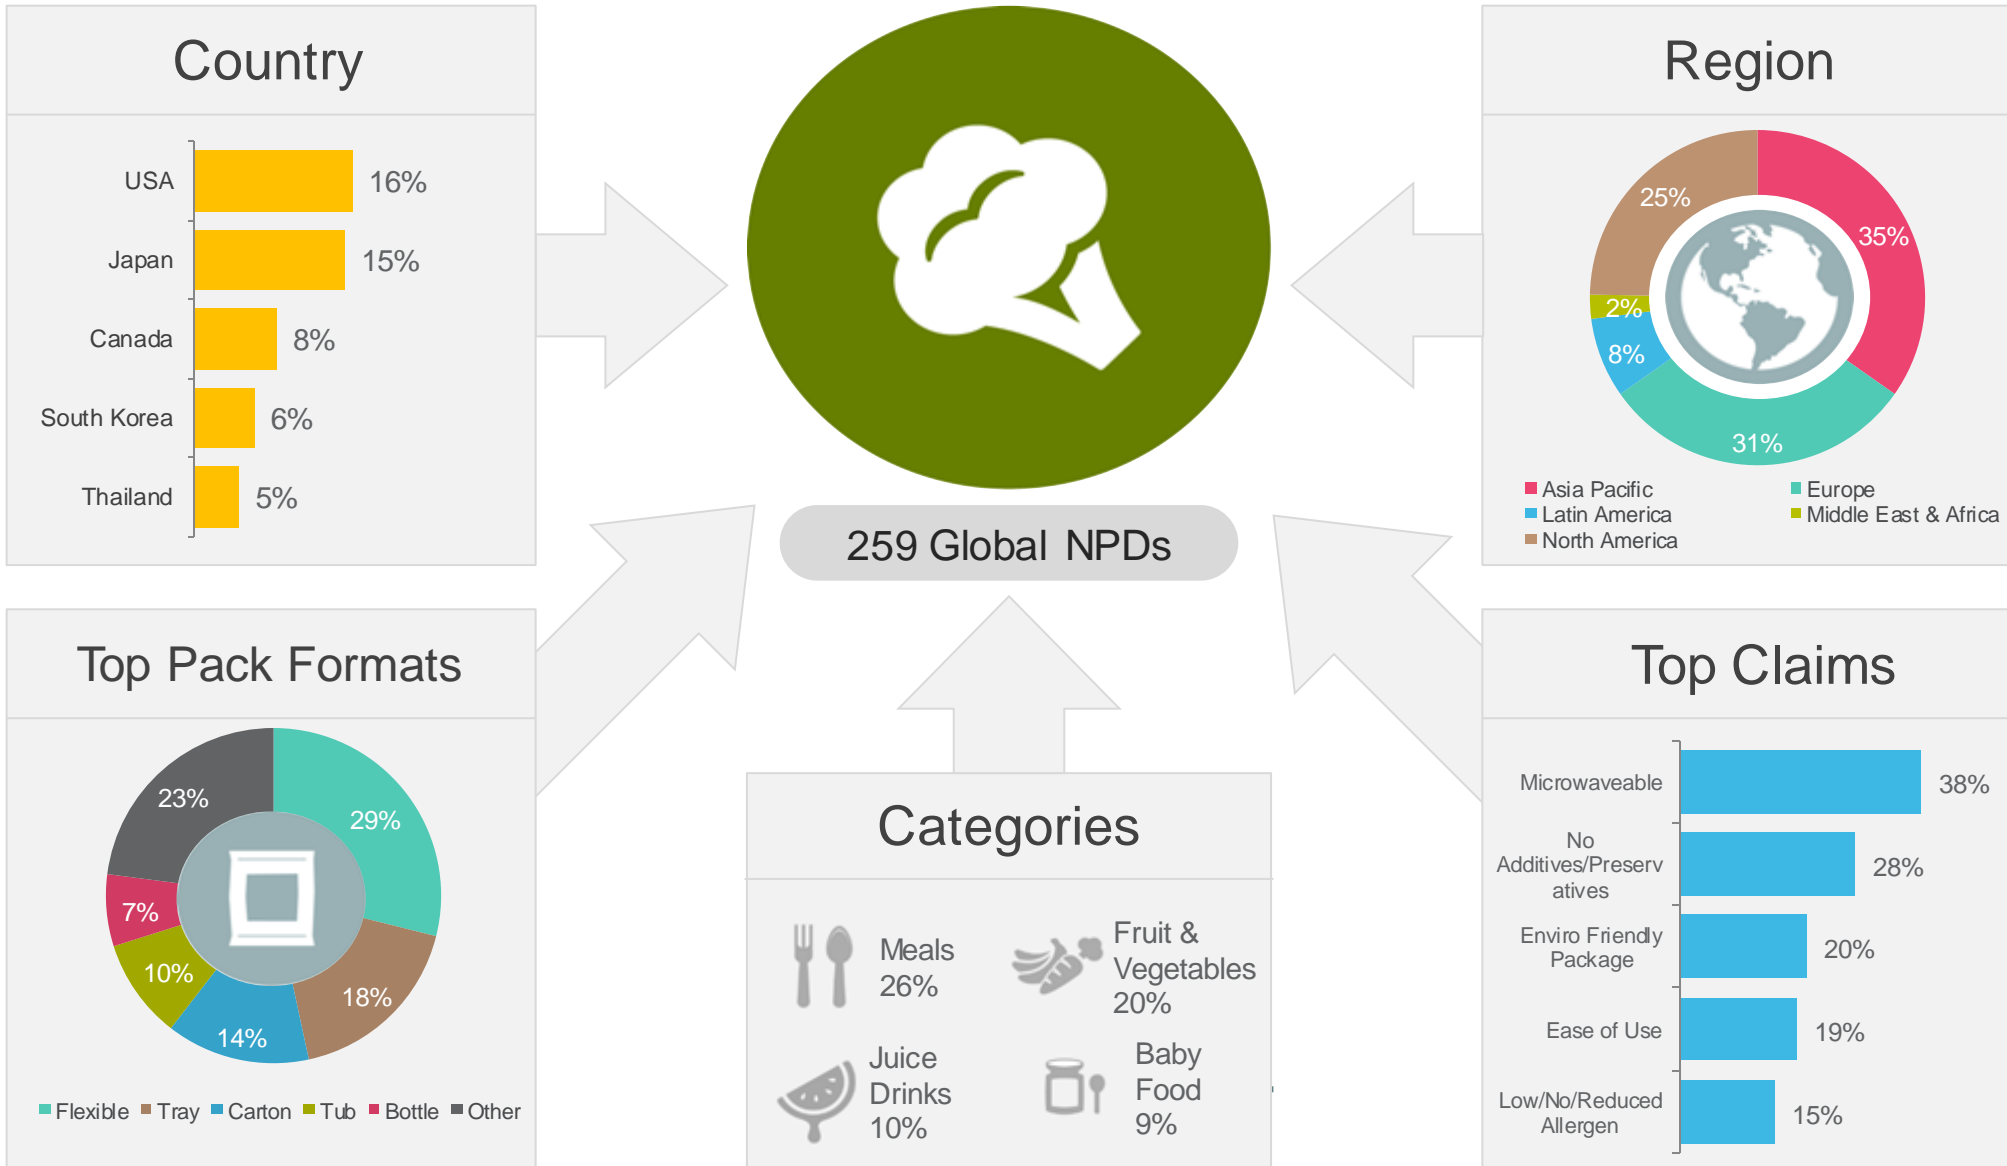 Country
USA
16%
Japan
15%
Canada
8%
South Korea
6%
Thailand
5%
259 Global NPDs
Region
25%
35%
2%
8%
31%
Asia Pacific
Europe
Latin America
Middle East & Africa
North America
Top Pack Formats
23%
29%
7%
10%
18%
14%
Flexible Tray Carton Tub Bottle Other
Categories
Meals
26%
Fruit &
Vegetables
20%
Juice
Drinks
10%
Baby
Food
9%
Top Claims
Microwaveable
38%
No
Additives/Preserv
atives
28%
Enviro Friendly
Package
20%
Ease of Use
19%
Low/No/Reduced
Allergen
15%